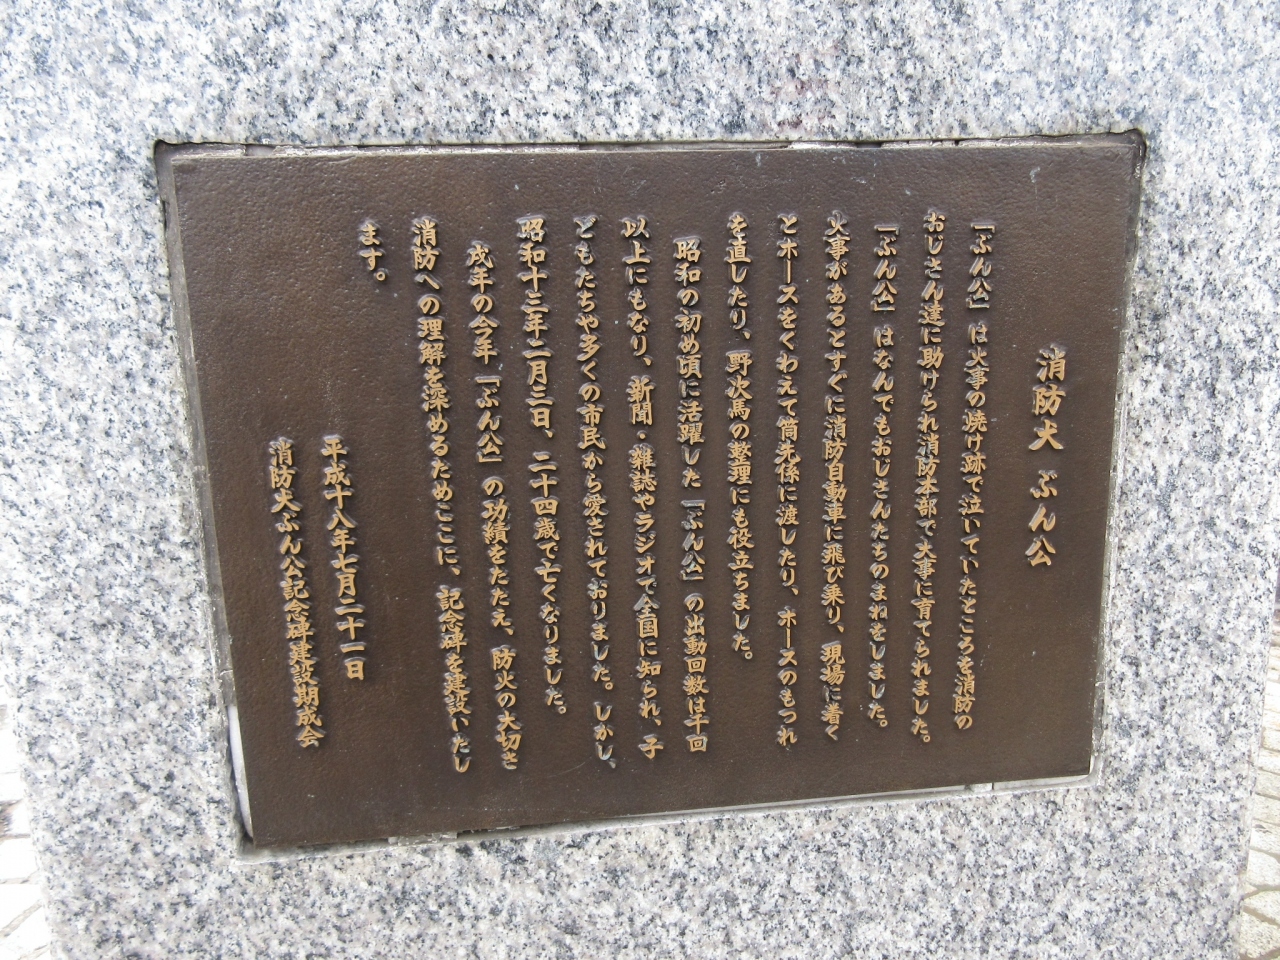 消防犬 ぶん公
「ぶん公」は火事の焼け跡で泣いていたところを消防の
おじさん達に助けられ消防本部で大事に育てられました。
「ぶん公」はなんでもおじさんたちのまねをしました。
火事があるとすぐに消防自動車に飛び乗り、現場に着く
とホースをくわえて筒先係に渡したり、ホースのもつれ
を直したり、野次馬の整理にも役立ちました。
昭和の初め頃に活躍した「ぶん公」の出動回数は千回
以上にもなり、新聞・雑誌やラジオで全国に知られ、子
どもたちや多くの市民から愛されておりました。しかし、
昭和十三年二月三日、二十四歳で亡くなりました。
戌年の今年「ぶん公」の功績をたたえ、防火の大切さ
消防への理解を深めるためここに、記念碑を建設いたし
ます。
平成十八年七月二十一日
消防犬ぶん公記念碑建設期成会